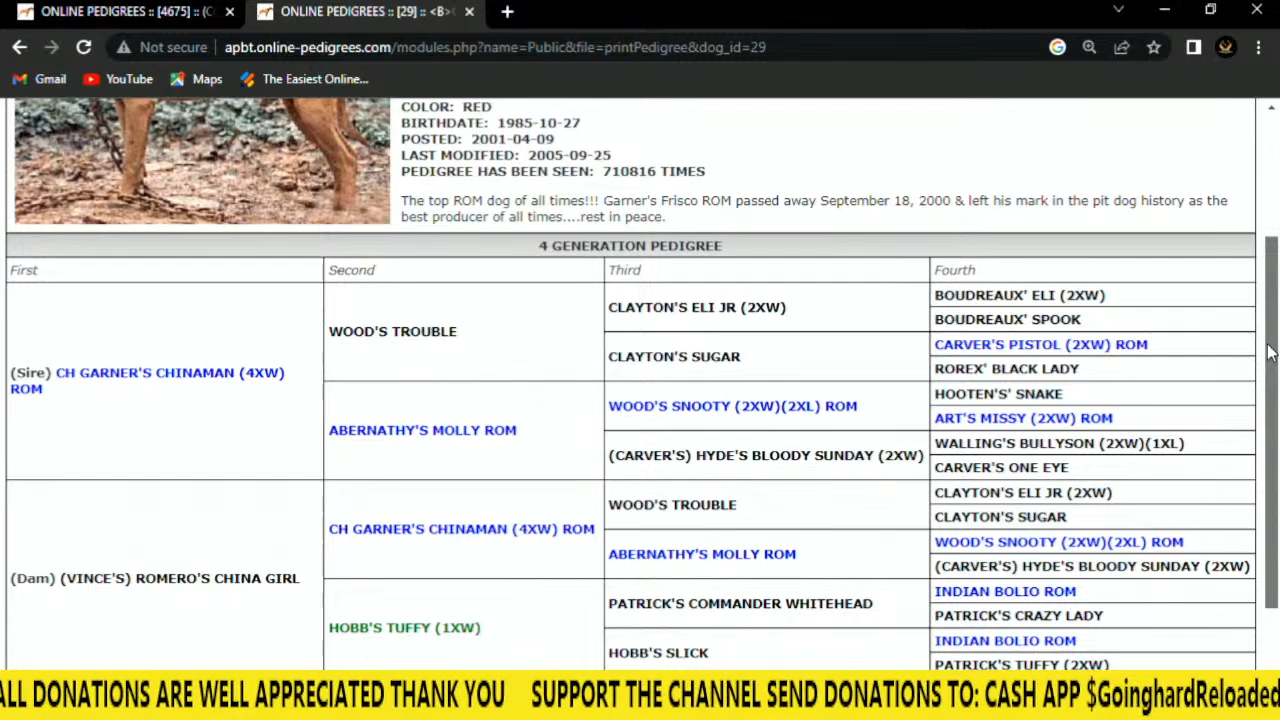 ONLINE PEDIGREES :: [4675] :: (C
ONLINE PEDIGREES :: [29] :: <B><
Not secure apbt.online-pedigrees.com/modules.php?name=Public&file=printPedigree&dog_id=29
Gmail YouTube Maps The Easiest Online...
COLOR: RED
BIRTHDATE: 1985-10-27
POSTED: 2001-04-09
LAST MODIFIED: 2005-09-25
PEDIGREE HAS BEEN SEEN: 710816 TIMES
The top ROM dog of all times!!! Garner's Frisco ROM passed away September 18, 2000 & left his mark in the pit dog history as the
best producer of all times....rest in peace.
4 GENERATION PEDIGREE
First Second Third Fourth
(Sire) CH GARNER'S CHINAMAN (4XW)
ROM
WOOD'S TROUBLE
CLAYTON'S ELI JR (2XW)
BOUDREAUX' ELI (2XW)
BOUDREAUX' SPOOK
CLAYTON'S SUGAR
CARVER'S PISTOL (2XW) ROM
ROREX' BLACK LADY
ABERNATHY'S MOLLY ROM
WOOD'S SNOOTY (2XW)(2XL) ROM
HOOTEN'S' SNAKE
ART'S MISSY (2XW) ROM
(CARVER'S) HYDE'S BLOODY SUNDAY (2XW)
WALLING'S BULLYSON (2XW)(1XL)
CARVER'S ONE EYE
(Dam) (VINCE'S) ROMERO'S CHINA GIRL
CH GARNER'S CHINAMAN (4XW) ROM
WOOD'S TROUBLE
CLAYTON'S ELI JR (2XW)
CLAYTON'S SUGAR
ABERNATHY'S MOLLY ROM
WOOD'S SNOOTY (2XW)(2XL) ROM
(CARVER'S) HYDE'S BLOODY SUNDAY (2XW)
HOBB'S TUFFY (1XW)
PATRICK'S COMMANDER WHITEHEAD
INDIAN BOLIO ROM
PATRICK'S CRAZY LADY
HOBB'S SLICK
INDIAN BOLIO ROM
PATRICK'S TUFFY (2XW)
ALL DONATIONS ARE WELL APPRECIATED THANK YOU SUPPORT THE CHANNEL SEND DONATIONS TO: CASH APP $GoinghardReloaded